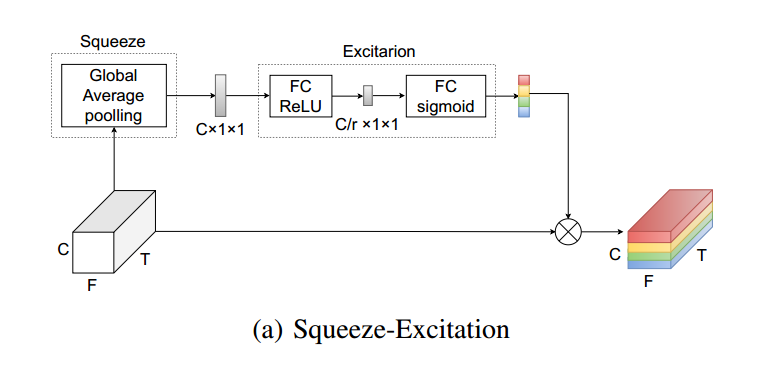 Squeeze
Excitarion
Global
Average
poolling
FC
ReLU
FC
sigmoid
C×1×1
C/r ×1×1
C
T
F
C
T
F
(a) Squeeze-Excitation